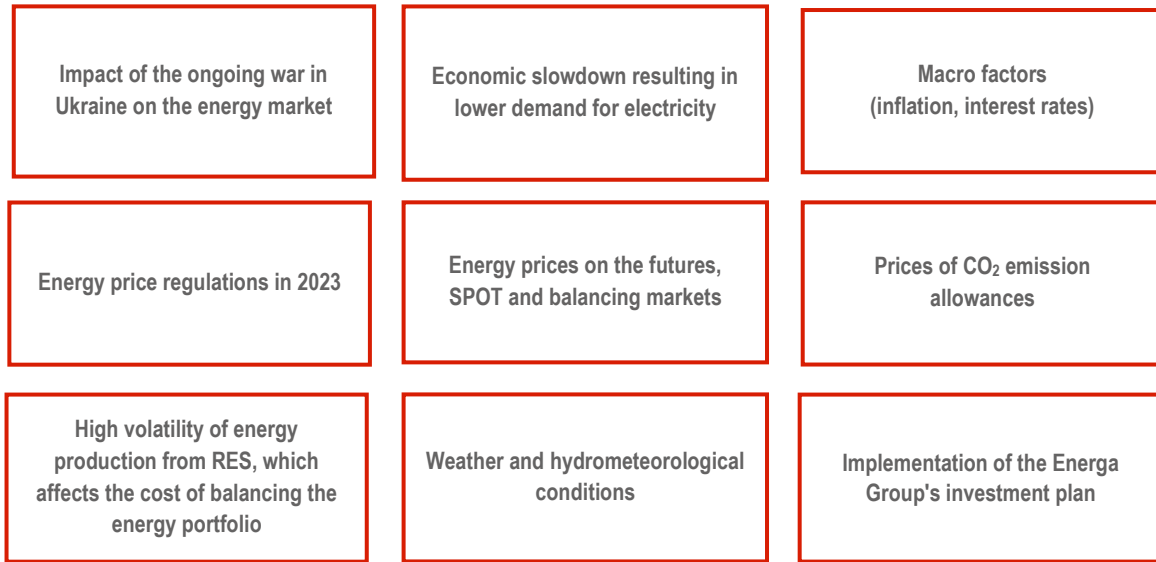 Impact of the ongoing war in
Ukraine on the energy market
Economic slowdown resulting in
lower demand for electricity
Macro factors
(inflation, interest rates)
Energy price regulations in 2023
Energy prices on the futures,
SPOT and balancing markets
Prices of CO₂ emission
allowances
High volatility of energy
production from RES, which
affects the cost of balancing the
energy portfolio
Weather and hydrometeorological
conditions
Implementation of the Energa
Group's investment plan